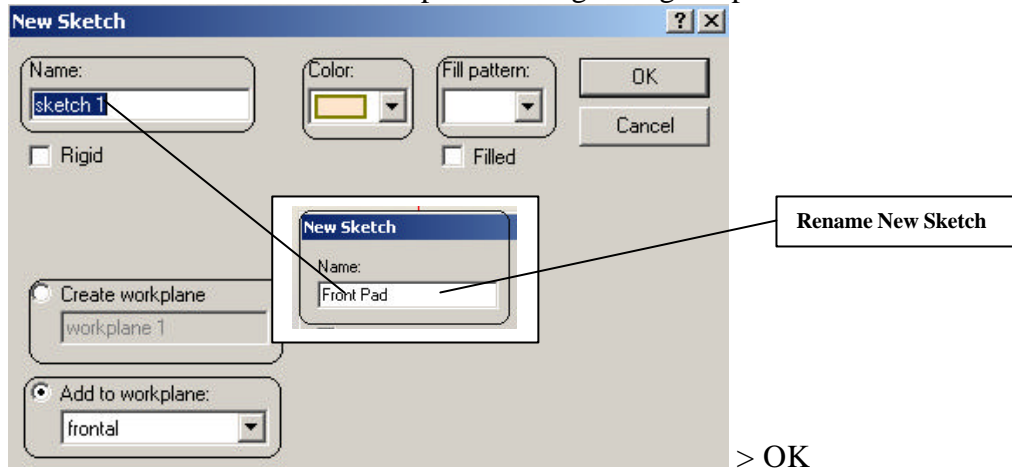 New Sketch
Name:
Color:
Fill pattern:
OK
sketch 1
Cancel
Rigid
Filled
New Sketch
Rename New Sketch
Name:
Front Pad
Create workplane
workplane 1
Add to workplane:
frontal
> OK